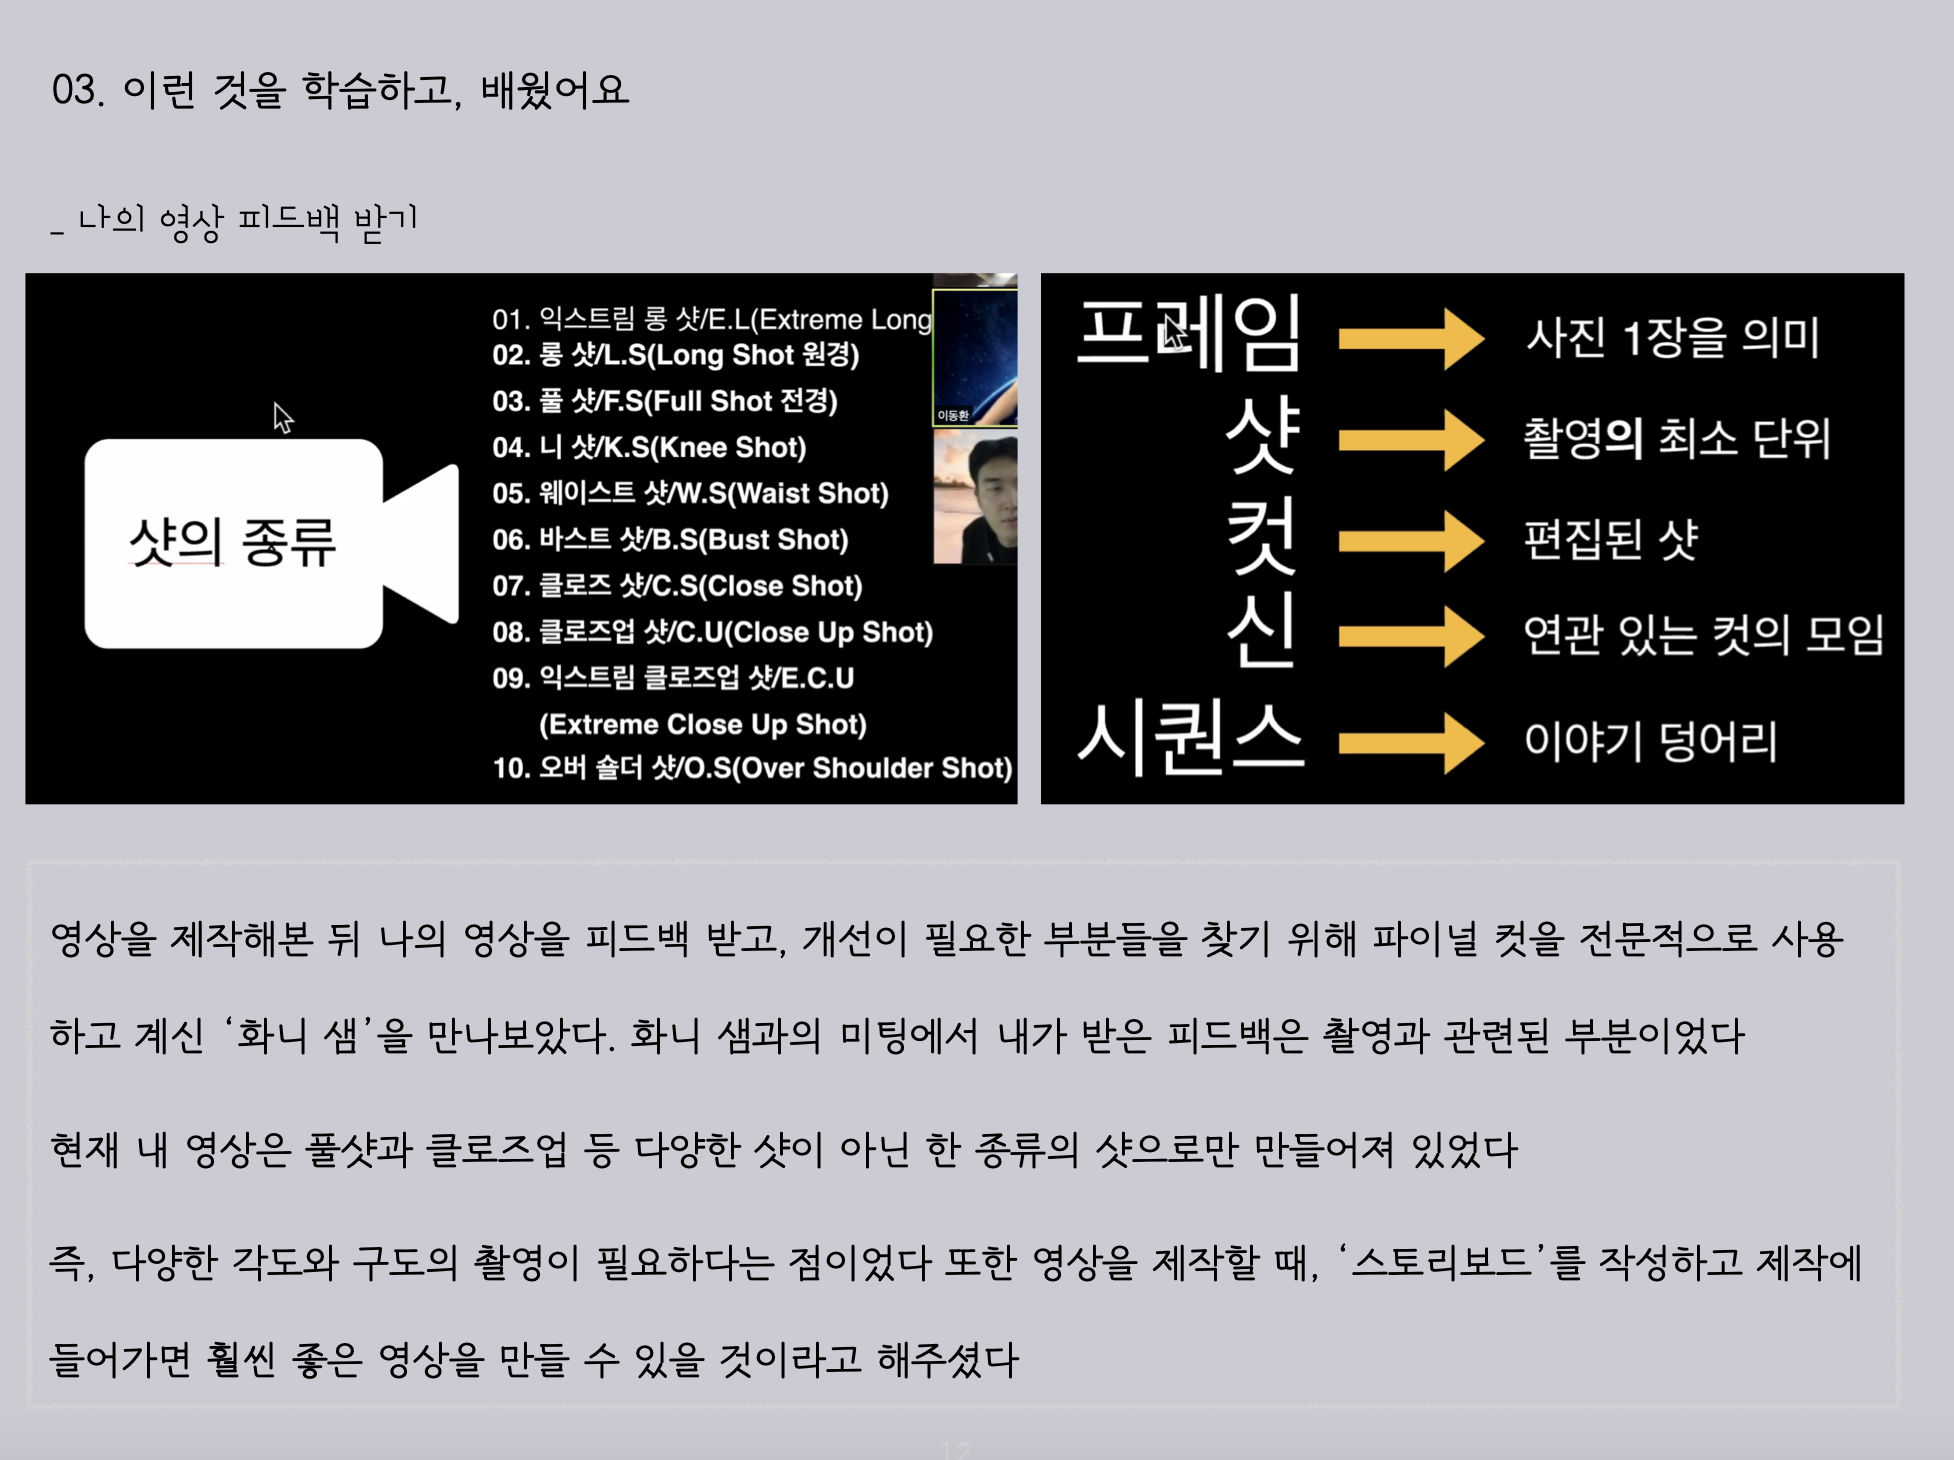 03. 이런 것을 학습하고, 배웠어요
- 나의 영상 피드백 받기
샷의 종류
01. 익스트림 롱 샷/E.L(Extreme Long
02. 롱 샷/L.S(Long Shot 원경)
03. 풀 샷/F.S(Full Shot 전경)
04. 니 샷/K.S(Knee Shot)
05. 웨이스트 샷/W.S(Waist Shot)
06. 바스트 샷/B.S(Bust Shot)
07. 클로즈 샷/C.S(Close Shot)
08. 클로즈업 샷/C.U(Close Up Shot)
09. 익스트림 클로즈업 샷/E.C.U
(Extreme Close Up Shot)
10. 오버 숄더 샷/O.S(Over Shoulder Shot)
이동환
프레임 사진 1장을 의미
샷 촬영의 최소 단위
컷 편집된 샷
신 연관 있는 컷의 모임
시퀀스 이야기 덩어리
영상을 제작해본 뒤 나의 영상을 피드백 받고, 개선이 필요한 부분들을 찾기 위해 파이널 컷을 전문적으로 사용
하고 계신 ‘화니 샘’을 만나보았다. 화니 샘과의 미팅에서 내가 받은 피드백은 촬영과 관련된 부분이었다
현재 내 영상은 풀샷과 클로즈업 등 다양한 샷이 아닌 한 종류의 샷으로만 만들어져 있었다
즉, 다양한 각도와 구도의 촬영이 필요하다는 점이었다 또한 영상을 제작할 때, ‘스토리보드’를 작성하고 제작에
들어가면 훨씬 좋은 영상을 만들 수 있을 것이라고 해주셨다
12